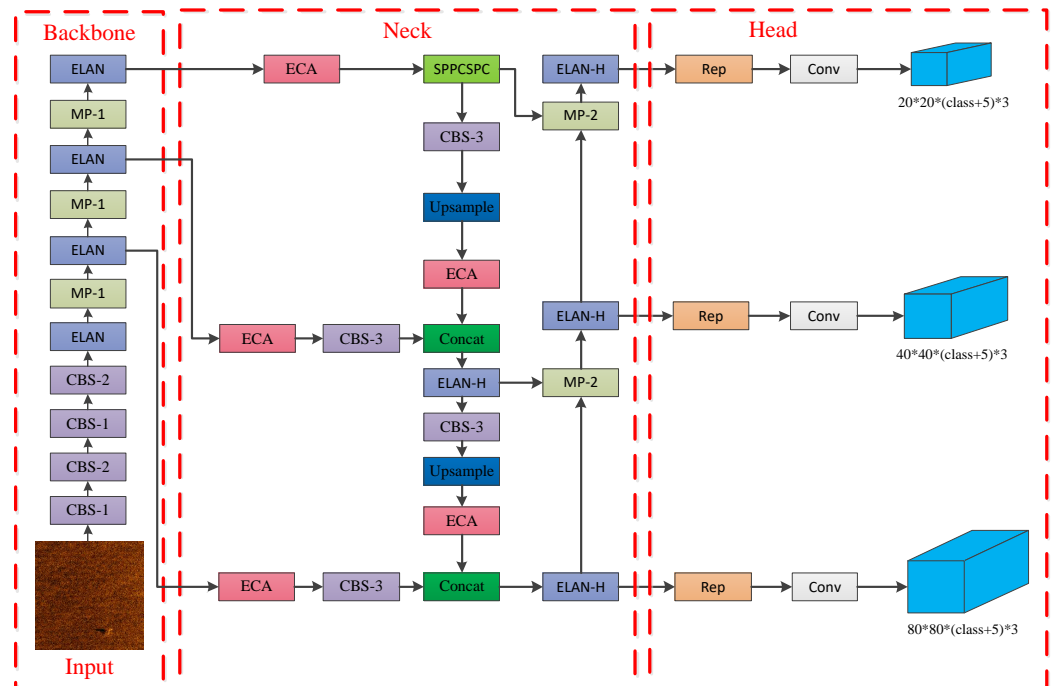 Backbone
Neck
Head
ELAN
ECA
SPPCSPC
ELAN-H
Rep
Conv
20*20*(class+5)*3
MP-1
MP-2
CBS-3
ELAN
MP-1
Upsample
ELAN
ECA
MP-1
ELAN-H
Rep
Conv
ELAN
ECA
CBS-3
Concat
40*40*(class+5)*3
CBS-2
ELAN-H
MP-2
CBS-1
CBS-3
CBS-2
Upsample
CBS-1
ECA
ECA
CBS-3
Concat
ELAN-H
Rep
Conv
80*80*(class+5)*3
Input